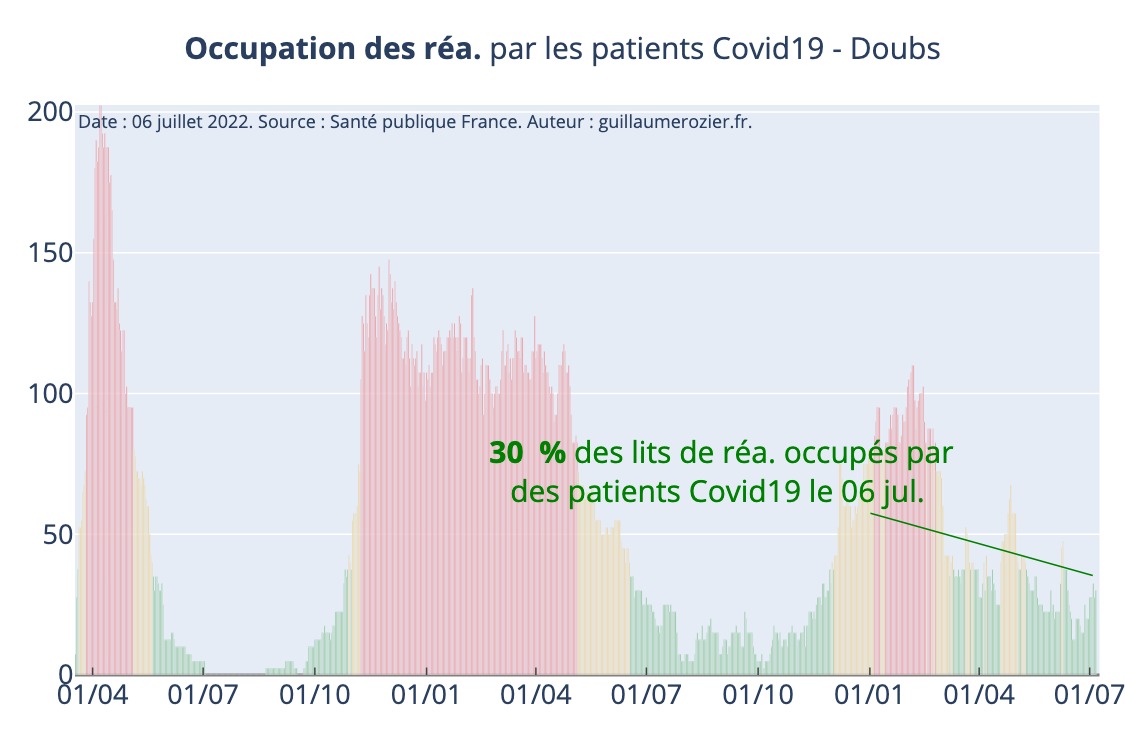 Occupation des réa. par les patients Covid19 - Doubs
200
Date : 06 juillet 2022. Source : Santé publique France. Auteur : guillaumerozier.fr.
150
100
30 % des lits de réa. occupés par
des patients Covid19 le 06 jul.
50
0
01/04 01/07 01/10 01/01 01/04 01/07 01/10 01/01 01/04 01/07